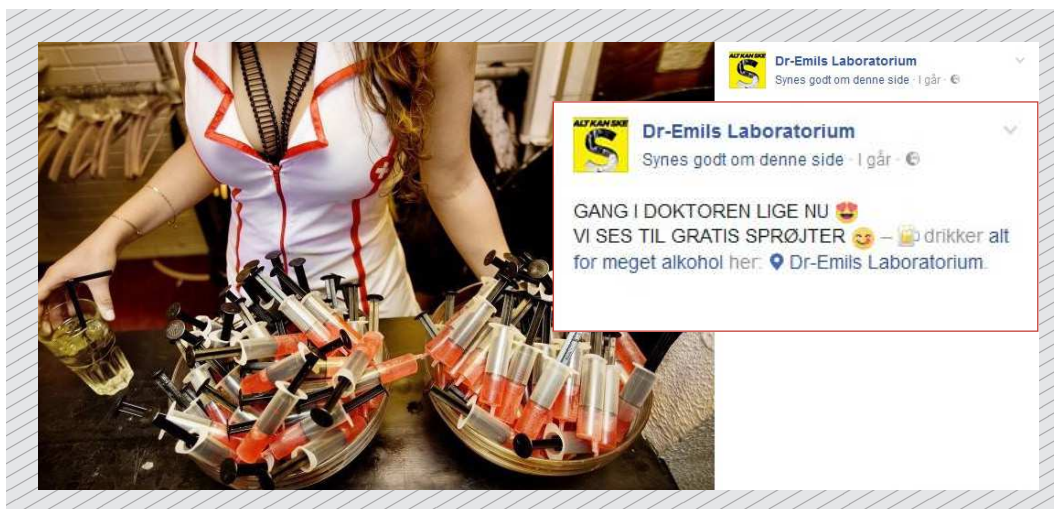 ALT KAN SKE
S
Dr-Emils Laboratorium
Synes godt om denne side · I går ·
ALT KAN SKE
S
Dr-Emils Laboratorium
Synes godt om denne side · I går ·
GANG I DOKTOREN LIGE NU 😍
VI SES TIL GRATIS SPRØJTER 😋 – 🍺 drikker alt
for meget alkohol her: Dr-Emils Laboratorium.